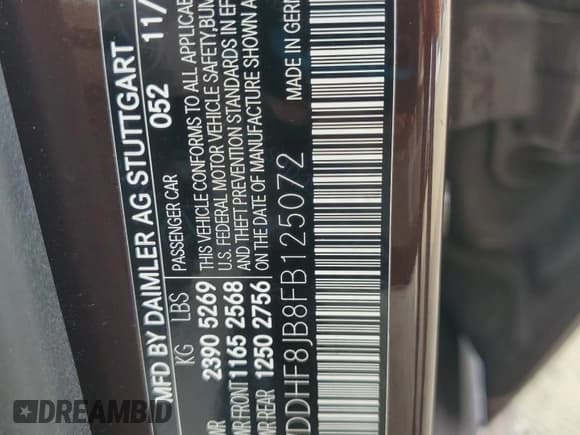 MFD BY DAIMLER AG STUTTGART
052 11/
KG LBS PASSENGER CAR
2390 5269 THIS VEHICLE CONFORMS TO ALL APPLICABLE
U.S. FEDERAL MOTOR VEHICLE SAFETY, BUM
FRONT 1165 2568 AND THEFT PREVENTION STANDARDS IN EF
REAR 1250 2756 ON THE DATE OF MANUFACTURE SHOWN A
MADE IN GER
DDHF8JB8FB125072
DREAMBID